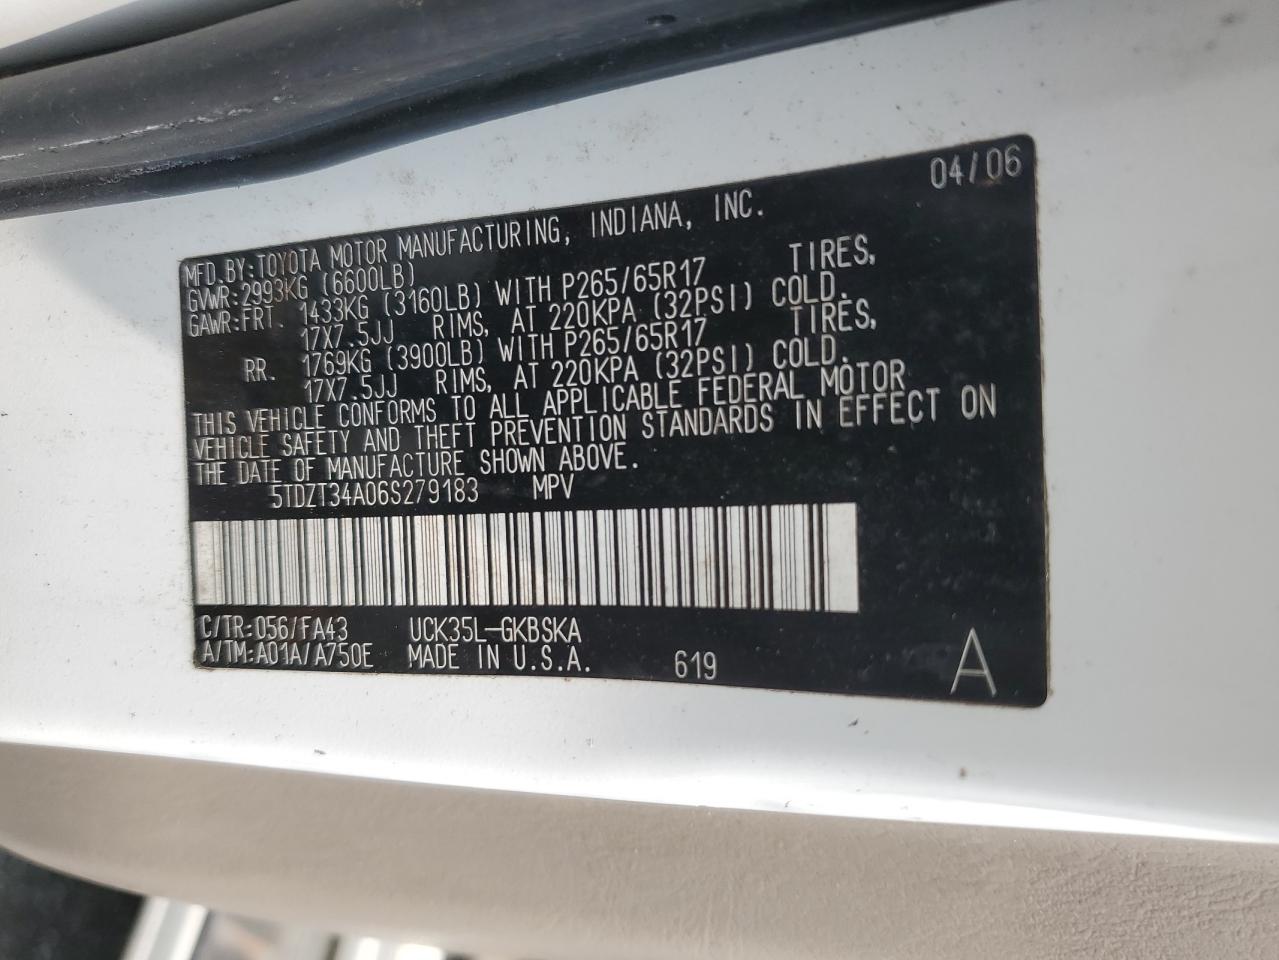 04/06
MFD.BY:TOYOTA MOTOR MANUFACTURING, INDIANA, INC.
GVWR:2993KG (6600LB)
GAWR:FRT. 1433KG (3160LB) WITH P265/65R17 TIRES,
17X7.5JJ RIMS, AT 220KPA (32PSI) COLD.
RR. 1769KG (3900LB) WITH P265/65R17 TIRES,
17X7.5JJ RIMS, AT 220KPA (32PSI) COLD.
THIS VEHICLE CONFORMS TO ALL APPLICABLE FEDERAL MOTOR
VEHICLE SAFETY AND THEFT PREVENTION STANDARDS IN EFFECT ON
THE DATE OF MANUFACTURE SHOWN ABOVE.
5TDZT34A06S279183 MPV
C/TR:056/FA43 UCK35L-GKBSKA
A/TM:A01A/A750E MADE IN U.S.A. 619 A